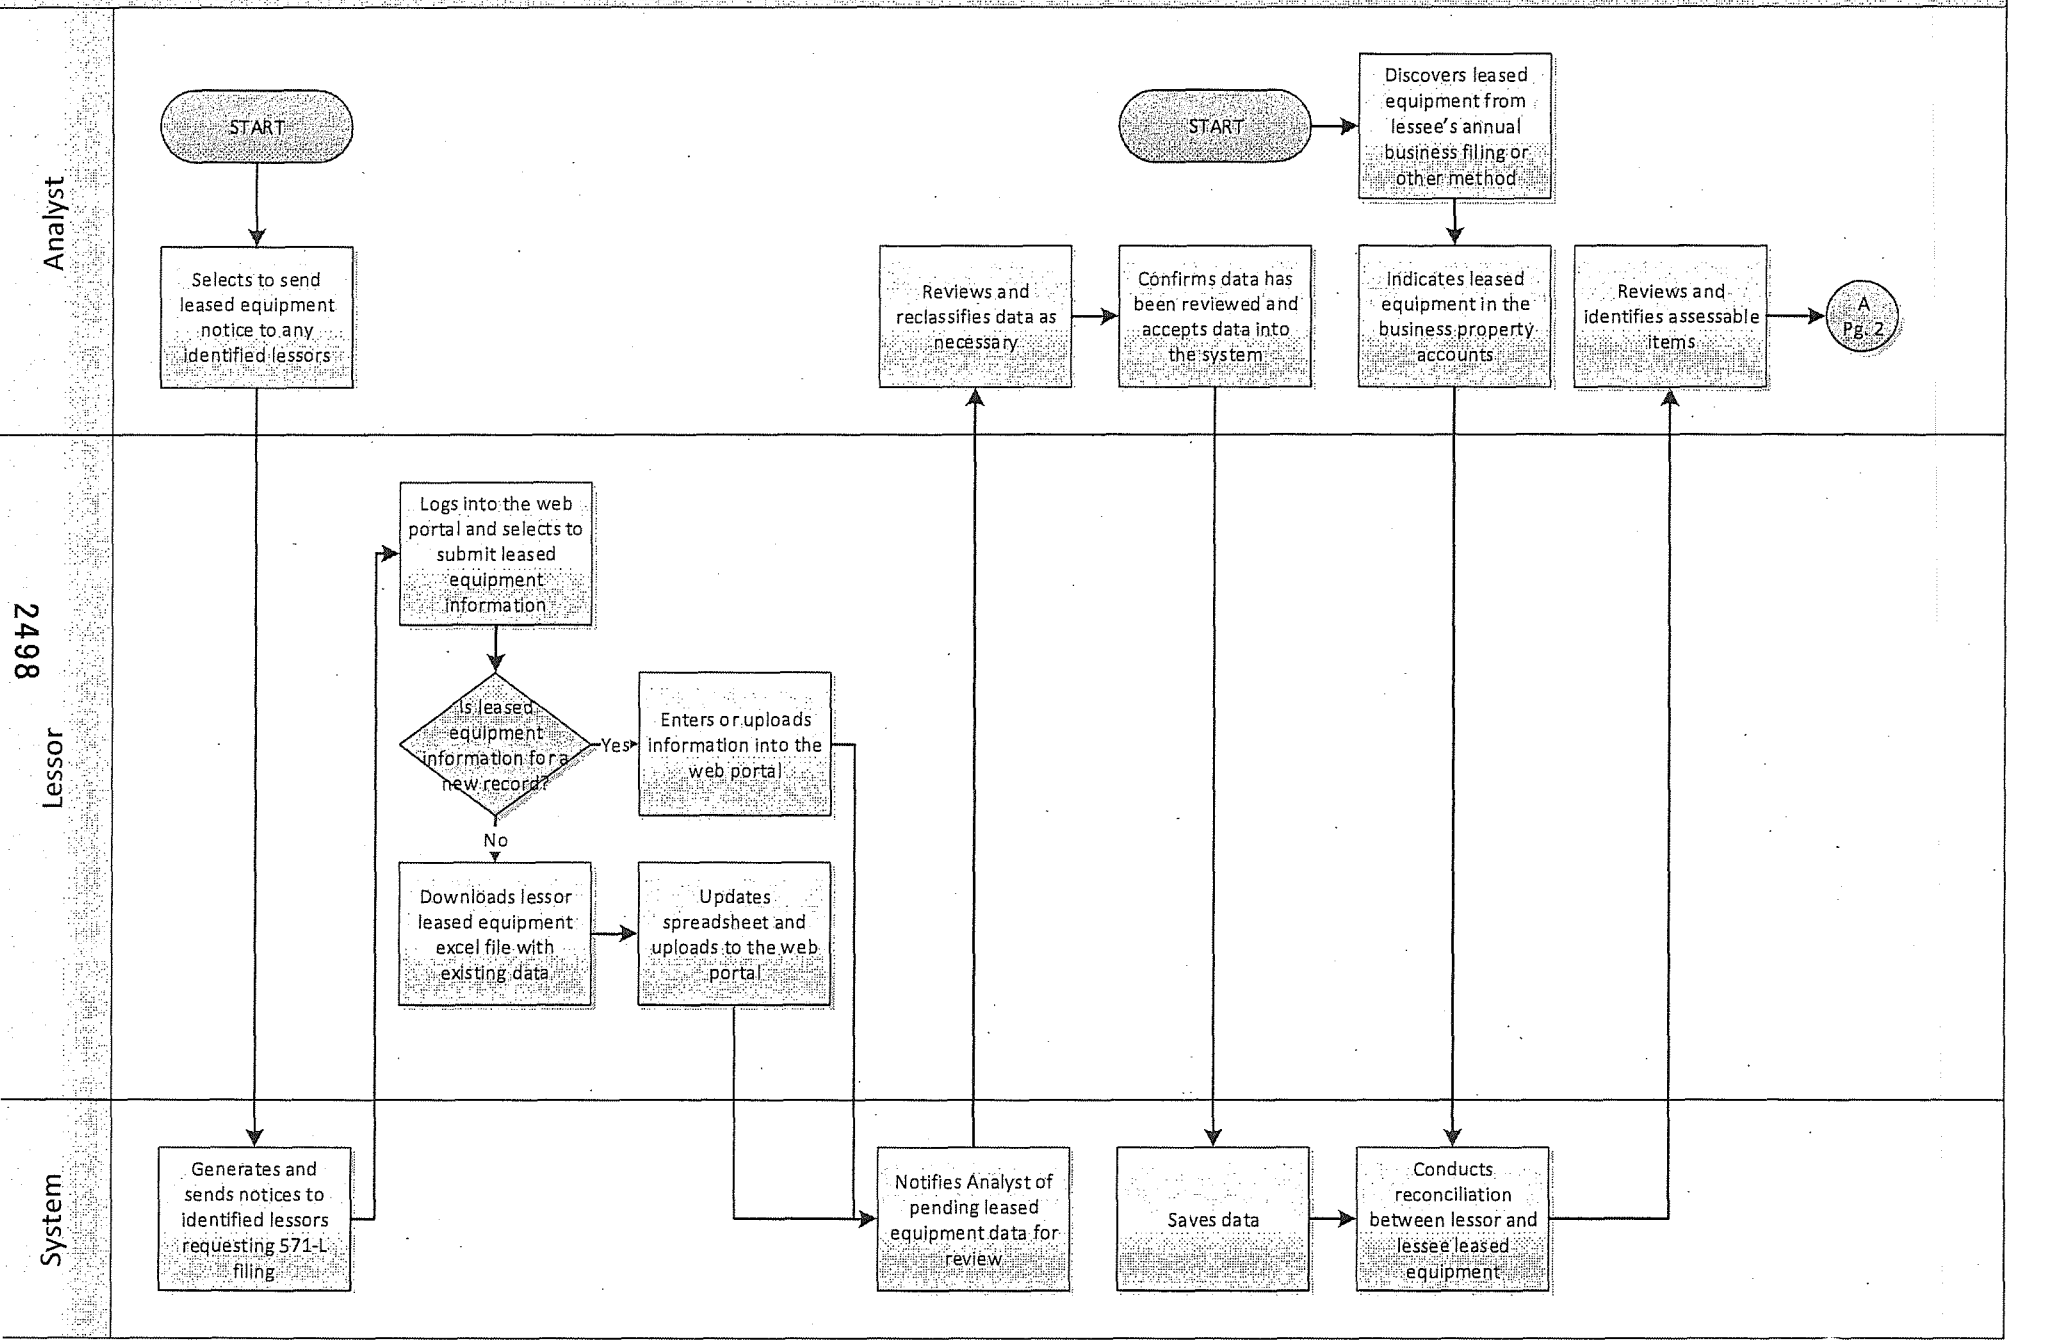 Analyst
START
Selects to send
leased equipment
notice to any
identified lessors
START
Discovers leased
equipment from
lessee's annual
business filing or
other method
Reviews and
reclassifies data as
necessary
Confirms data has
been reviewed and
accepts data into
the system
Indicates leased
equipment in the
business property
accounts
Reviews and
identifies assessable
items
A
Pg. 2
2498
Lessor
Logs into the web
portal and selects to
submit leased
equipment
information
Is leased
equipment
information for a
new record?
Yes
Enters or uploads
information into the
web portal
No
Downloads lessor
leased equipment
excel file with
existing data
Updates
spreadsheet and
uploads to the web
portal
System
Generates and
sends notices to
identified lessors
requesting 571-L
filing
Notifies Analyst of
pending leased
equipment data for
review
Saves data
Conducts
reconciliation
between lessor and
lessee leased
equipment